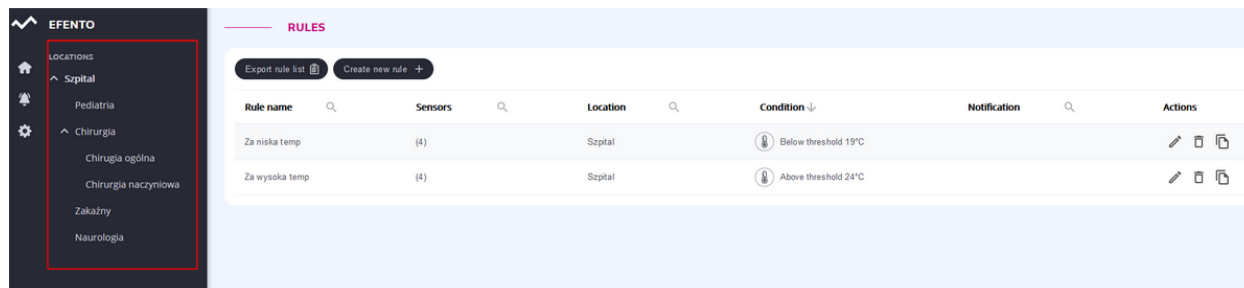 EFENTO
LOCATIONS
Szpital
Pediatria
Chirurgia
Chirugia ogólna
Chirurgia naczyniowa
Zakaźny
Naurologia
RULES
Export rule list Create new rule +
Rule name Sensors Location Condition Notification Actions
Za niska temp (4) Szpital Below threshold 19°C
Za wysoka temp (4) Szpital Above threshold 24°C